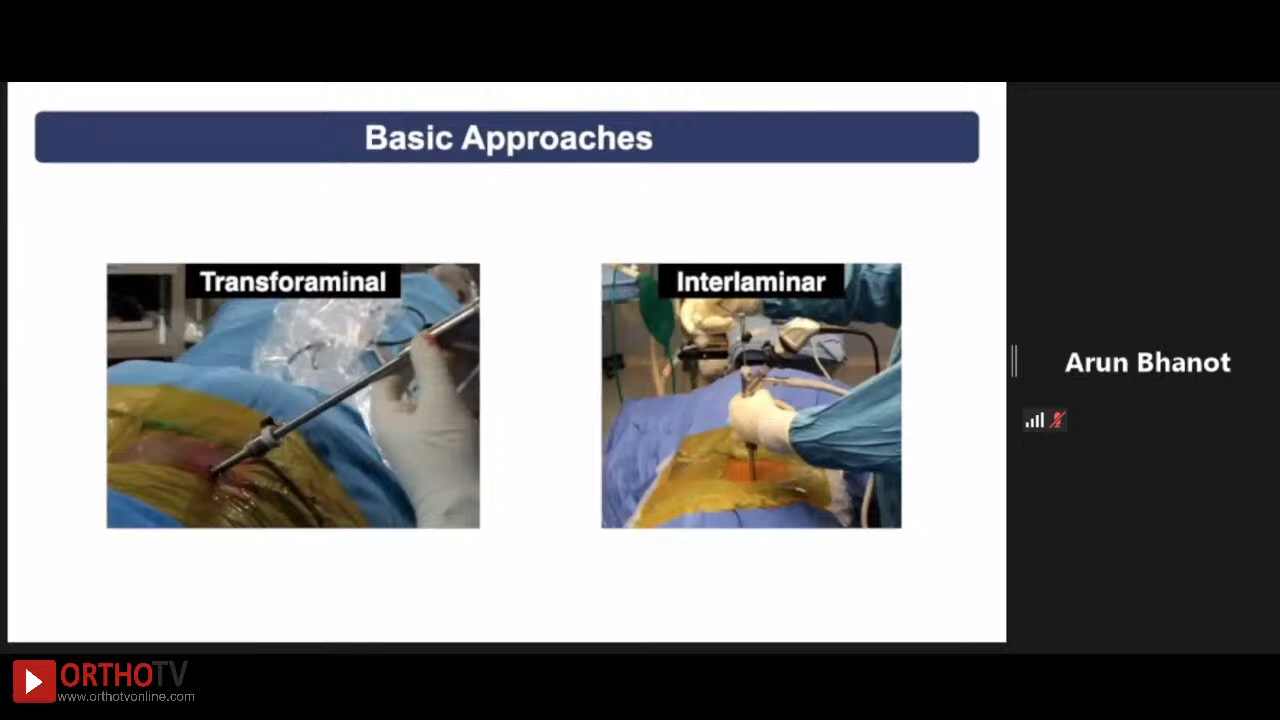 Basic Approaches
Transforaminal
Interlaminar
Arun Bhanot
ORTHOTV
www.orthotvonline.com